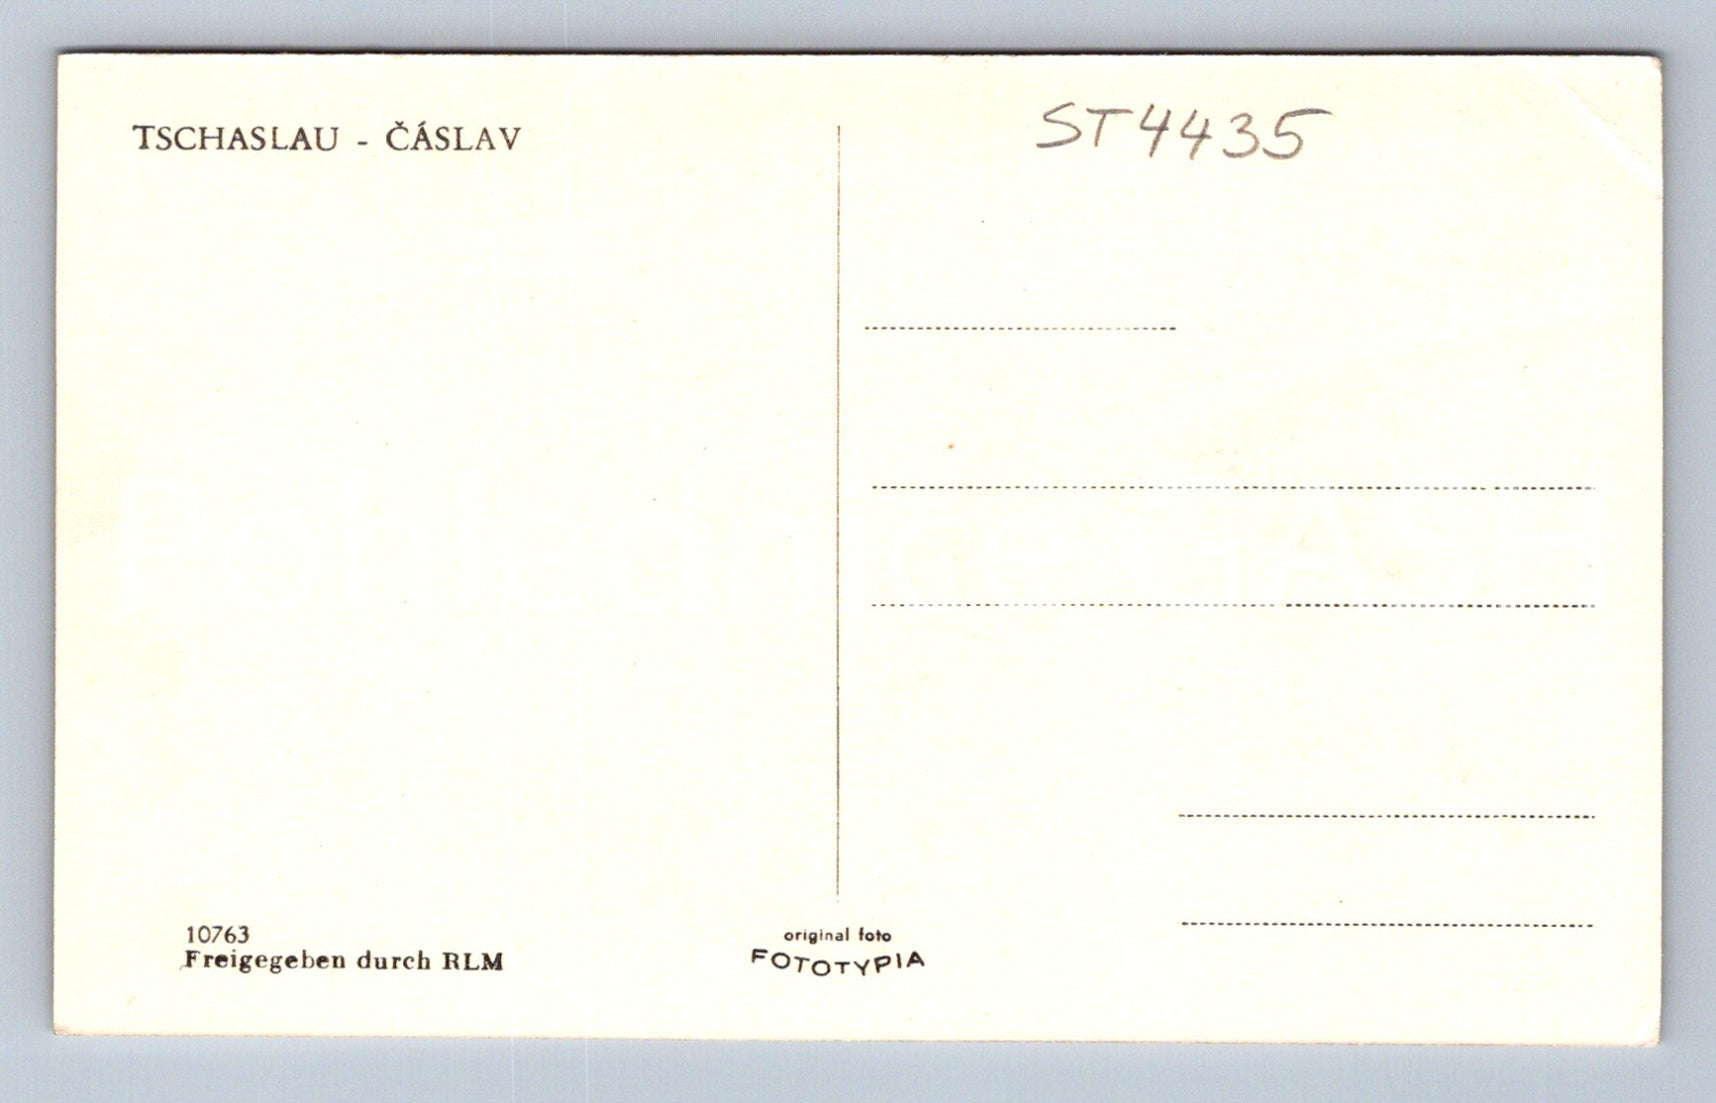 TSCHASLAU - ČÁSLAV
ST4435
10763
Freigegeben durch RLM
original foto
FOTOTYPIA